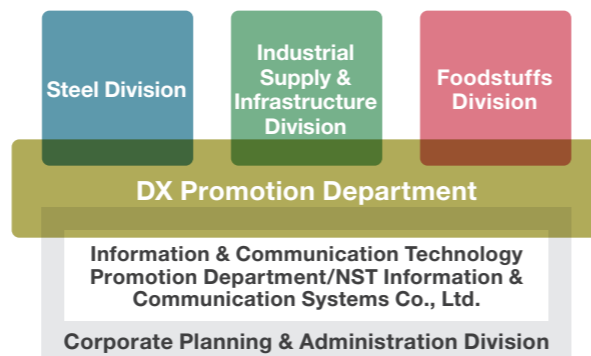 Steel Division
Industrial
Supply &
Infrastructure
Division
Foodstuffs
Division
DX Promotion Department
Information & Communication Technology
Promotion Department/NST Information &
Communication Systems Co., Ltd.
Corporate Planning & Administration Division